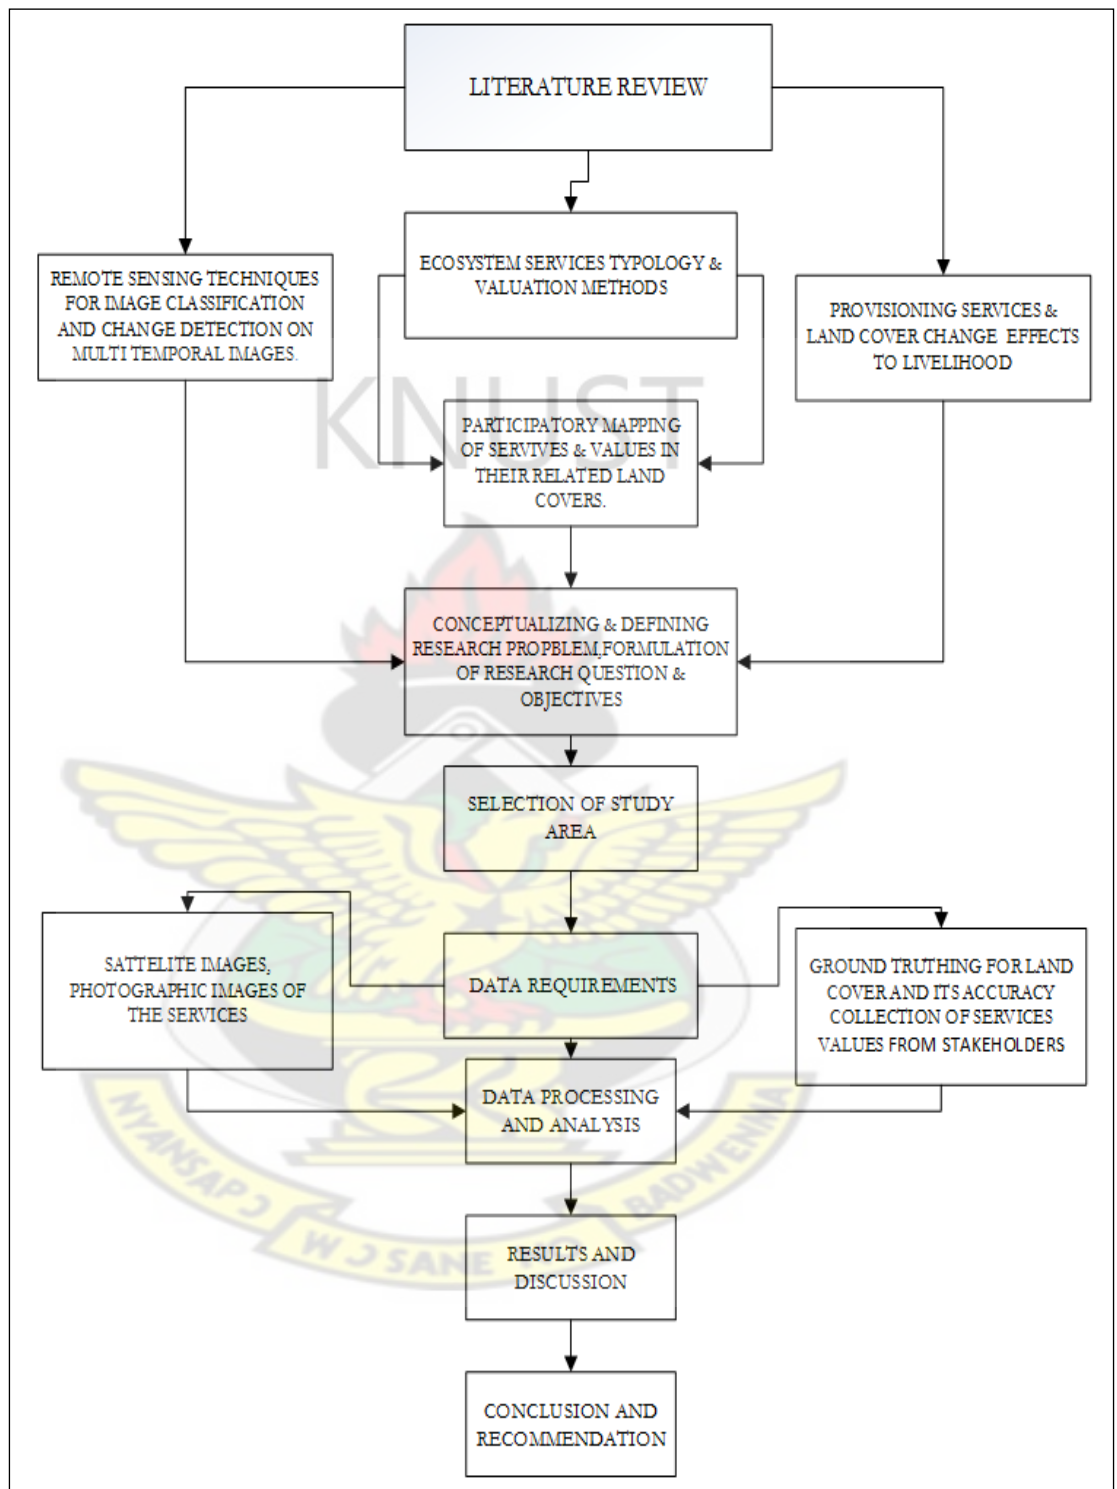 LITERATURE REVIEW
REMOTE SENSING TECHNIQUES
FOR IMAGE CLASSIFICATION
AND CHANGE DETECTION ON
MULTI TEMPORAL IMAGES.
ECOSYSTEM SERVICES TYPOLOGY &
VALUATION METHODS
PROVISIONING SERVICES &
LAND COVER CHANGE EFFECTS
TO LIVELIHOOD
KNUST
PARTICIPATORY MAPPING
OF SERVIVES & VALUES IN
THEIR RELATED LAND
COVERS.
CONCEPTUALIZING & DEFINING
RESEARCH PROPBLEM,FORMULATION
OF RESEARCH QUESTION &
OBJECTIVES
SELECTION OF STUDY
AREA
SATTELITE IMAGES,
PHOTOGRAPHIC IMAGES OF
THE SERVICES
DATA REQUIREMENTS
GROUND TRUTHING FOR LAND
COVER AND ITS ACCURACY
COLLECTION OF SERVICES
VALUES FROM STAKEHOLDERS
DATA PROCESSING
AND ANALYSIS
NYANSAPƆ
WƆ SANE NO
BADWENMA
RESULTS AND
DISCUSSION
CONCLUSION AND
RECOMMENDATION